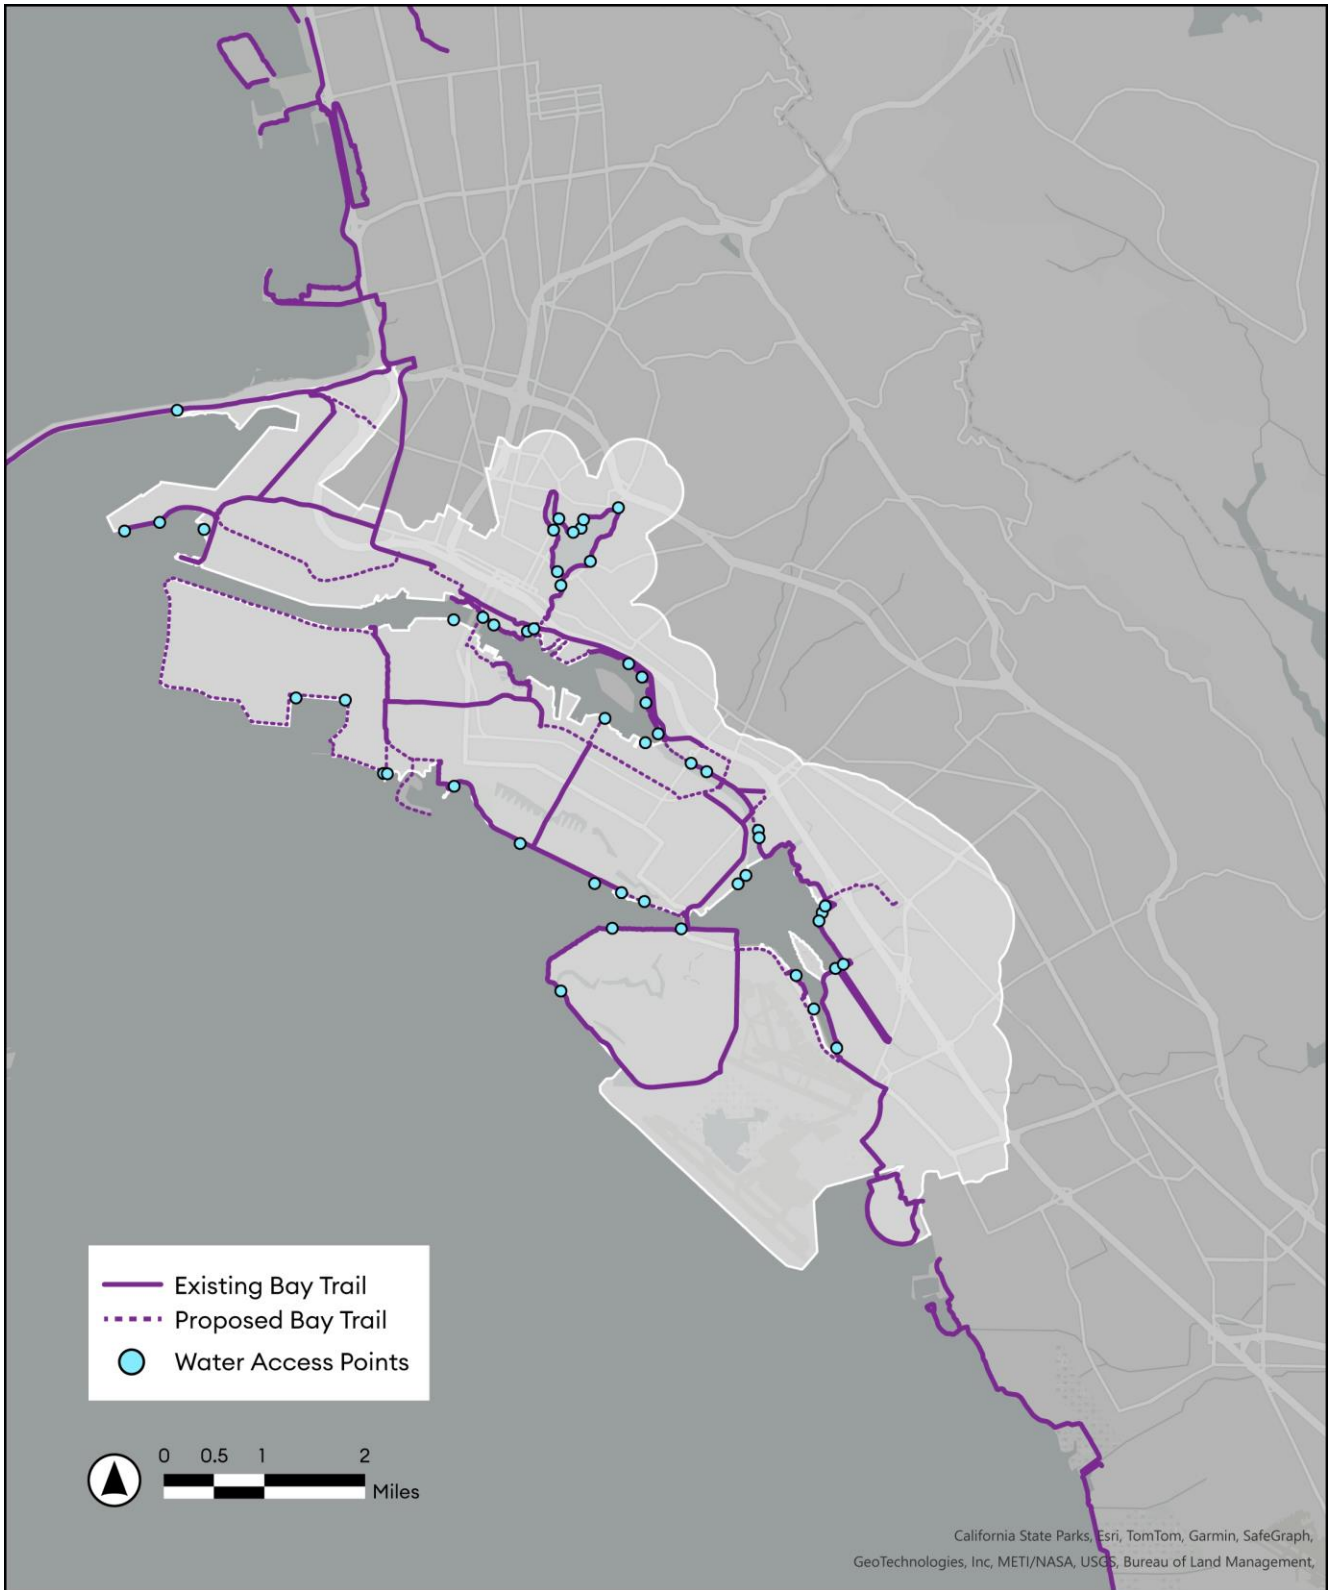 Existing Bay Trail
Proposed Bay Trail
Water Access Points
0 0.5 1 2
Miles
California State Parks, Esri, TomTom, Garmin, SafeGraph,
GeoTechnologies, Inc, METI/NASA, USGS, Bureau of Land Management,